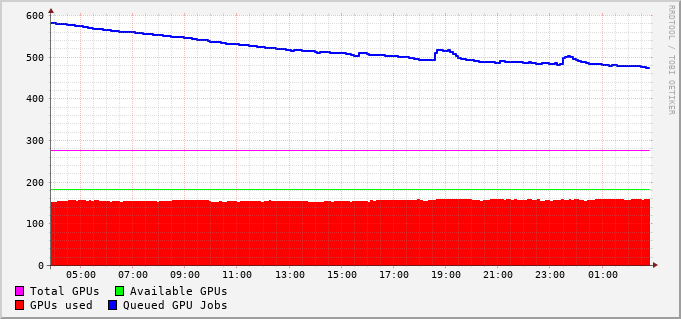 600
500
400
300
200
100
0
05:00 07:00 09:00 11:00 13:00 15:00 17:00 19:00 21:00 23:00 01:00
Total GPUs Available GPUs
GPUs used Queued GPU Jobs
RRDTOOL / TOBI OETIKER